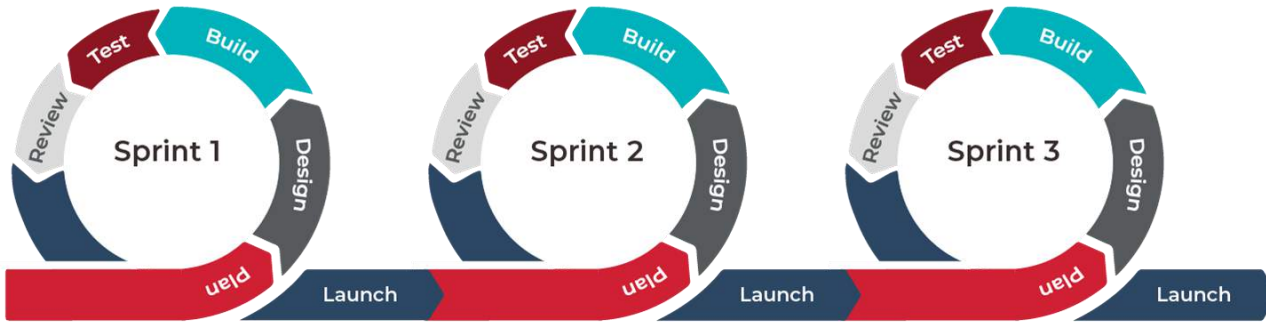 Sprint 1
plan
Design
Build
Test
Review
Launch
Sprint 2
plan
Design
Build
Test
Review
Launch
Sprint 3
plan
Design
Build
Test
Review
Launch